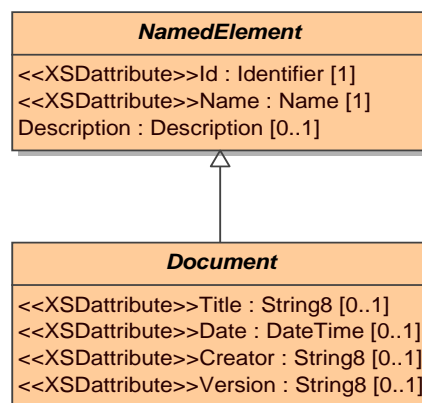 NamedElement
<<XSDattribute>>Id : Identifier [1]
<<XSDattribute>>Name : Name [1]
Description : Description [0..1]
Document
<<XSDattribute>>Title : String8 [0..1]
<<XSDattribute>>Date : DateTime [0..1]
<<XSDattribute>>Creator : String8 [0..1]
<<XSDattribute>>Version : String8 [0..1]